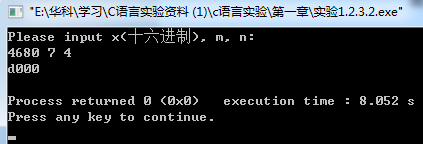 "E:\华科\学习\C语言实验资料 (1)\c语言实验\第一章\实验1.2.3.2.exe"
Please input x(十六进制), m, n:
4680 7 4
d000
Process returned 0 (0x0)   execution time : 8.052 s
Press any key to continue.